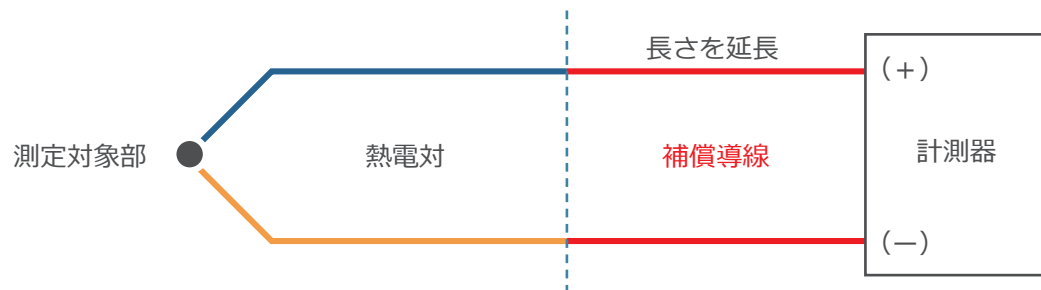 長さを延長
(+)
測定対象部
熱電対
補償導線
計測器
(—)